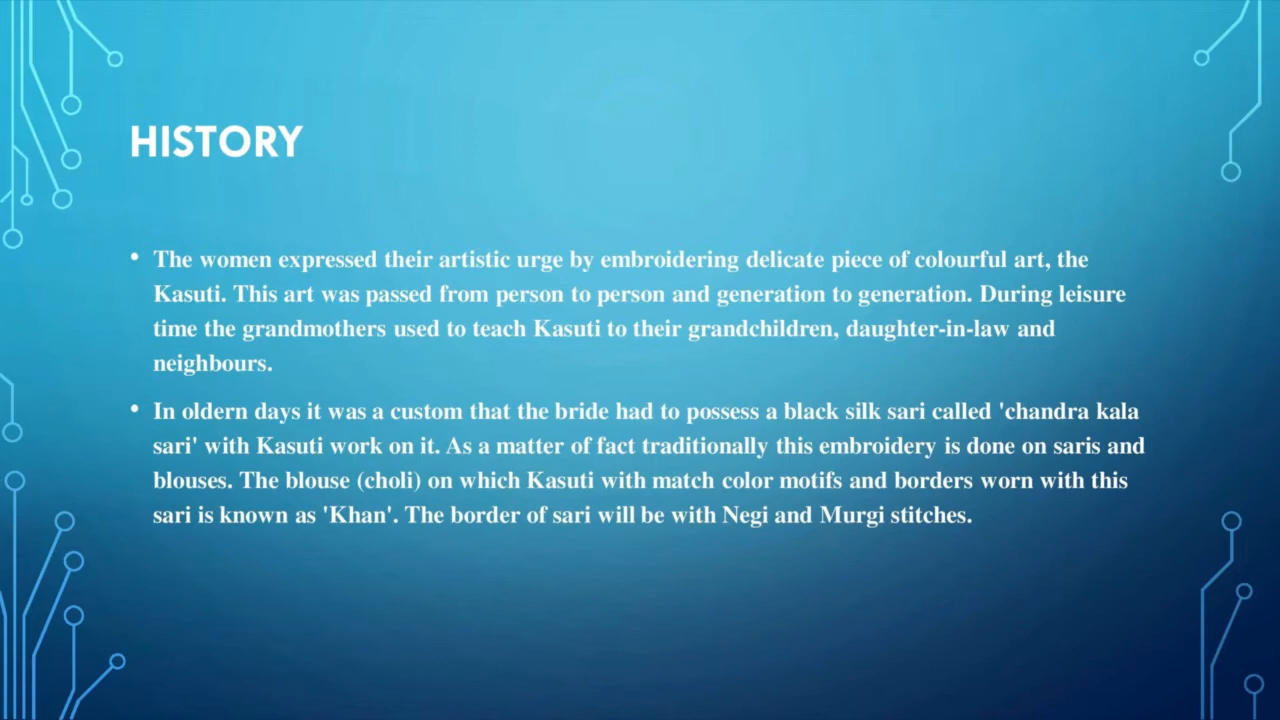 HISTORY
• The women expressed their artistic urge by embroidering delicate piece of colourful art, the
Kasuti. This art was passed from person to person and generation to generation. During leisure
time the grandmothers used to teach Kasuti to their grandchildren, daughter-in-law and
neighbours.
• In oldern days it was a custom that the bride had to possess a black silk sari called 'chandra kala
sari' with Kasuti work on it. As a matter of fact traditionally this embroidery is done on saris and
blouses. The blouse (choli) on which Kasuti with match color motifs and borders worn with this
sari is known as 'Khan'. The border of sari will be with Negi and Murgi stitches.